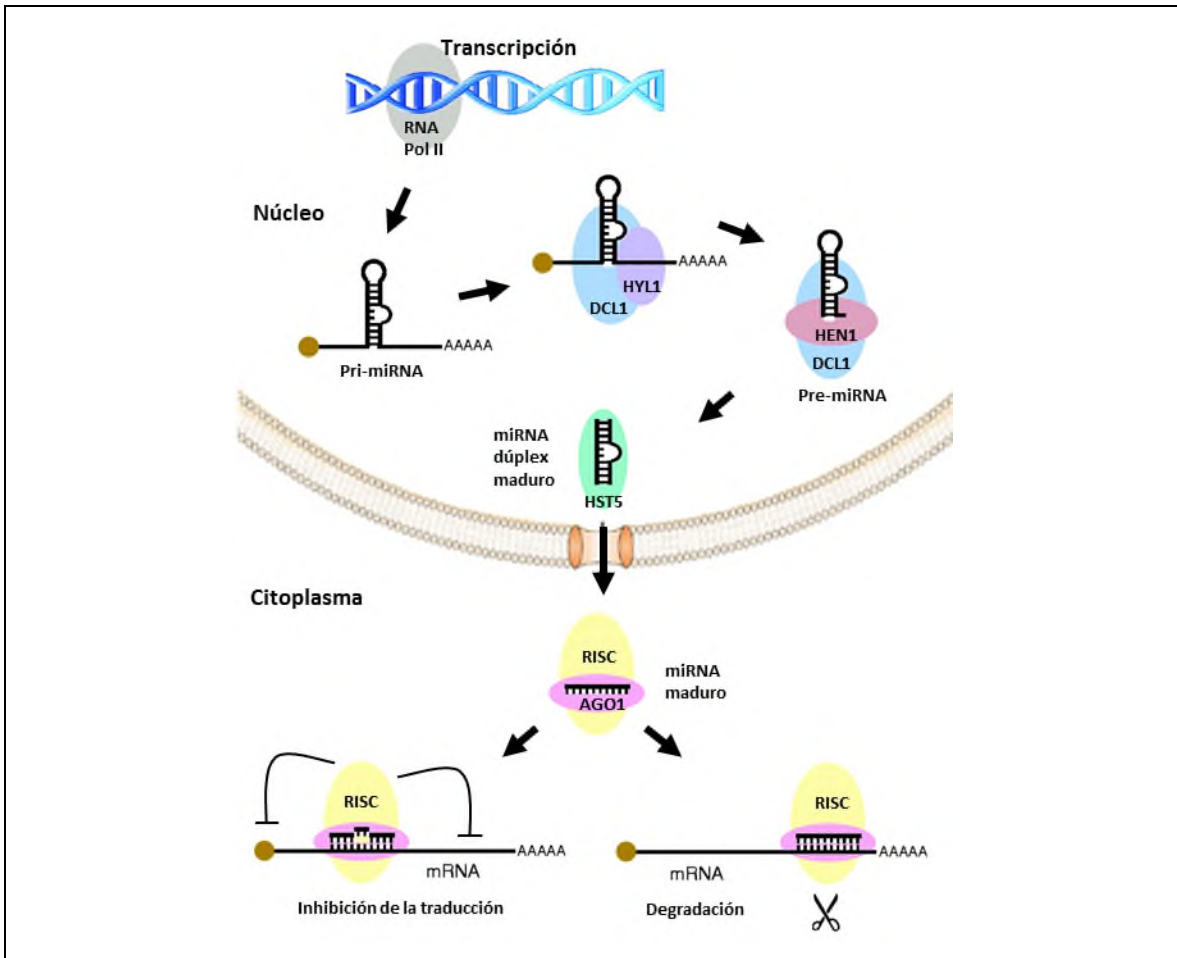 Transcripción
RNA
Pol II
Núcleo
AAAAA
HYL1
DCL1
HEN1
DCL1
Pre-miRNA
AAAAA
Pri-miRNA
miRNA
dúplex
maduro
HST5
Citoplasma
RISC
AGO1
miRNA
maduro
RISC
AAAAA
mRNA
Inhibición de la traducción
RISC
AAAAA
mRNA
Degradación